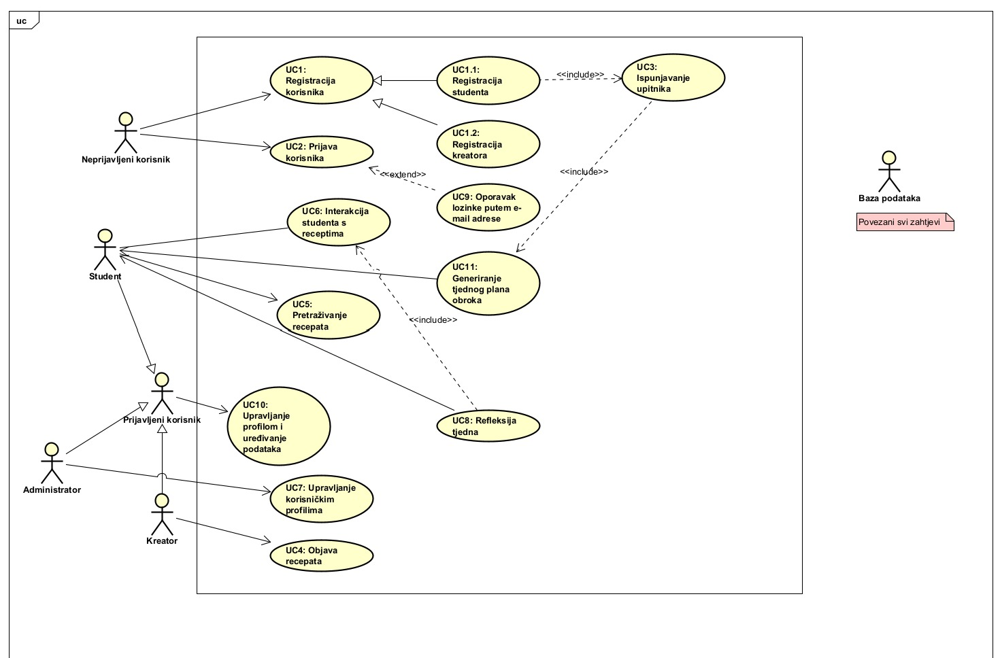 uc
UC1:
Registracija
korisnika
UC1.1:
Registracija
studenta
<<include>>
UC3:
Ispunjavanje
upitnika
Neprijavljeni korisnik
UC2: Prijava
korisnika
UC1.2:
Registracija
kreatora
<<extend>>
<<include>>
UC9: Oporavak
lozinke putem e-
mail adrese
Baza podataka
Povezani svi zahtjevi
UC6: Interakcija
studenta s
receptima
Student
UC11:
Generiranje
tjednog plana
obroka
UC5:
Pretraživanje
recepata
<<include>>
Prijavljeni korisnik
UC10:
Upravljanje
profilom i
uređivanje
podataka
UC8: Refleksija
tjedna
Administrator
UC7: Upravljanje
korisničkim
profilima
Kreator
UC4: Objava
recepata